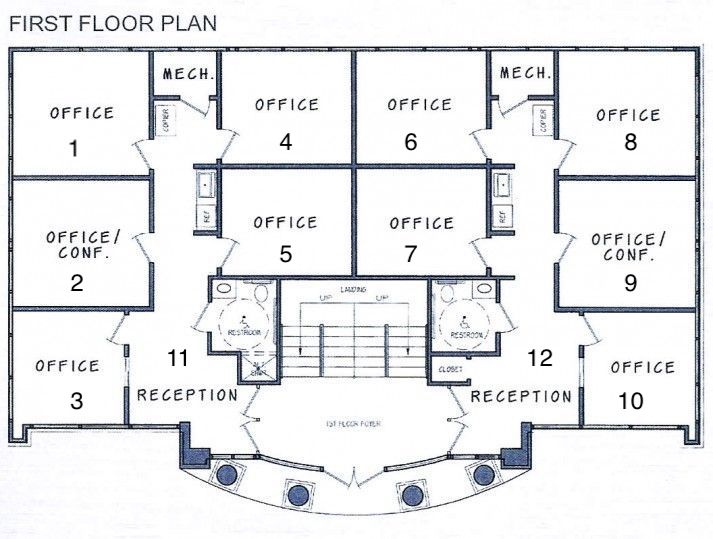 FIRST FLOOR PLAN
MECH.
MECH.
OFFICE
1
COPIER
OFFICE
4
OFFICE
6
COPIER
OFFICE
8
REF
REF
OFFICE/
CONF.
2
OFFICE
5
OFFICE
7
OFFICE/
CONF.
9
LANDING
UP
UP
RESTROOM
RESTROOM
OFFICE
3
11
RECEPTION
CLOSET
12
RECEPTION
OFFICE
10
1ST FLOOR FOYER